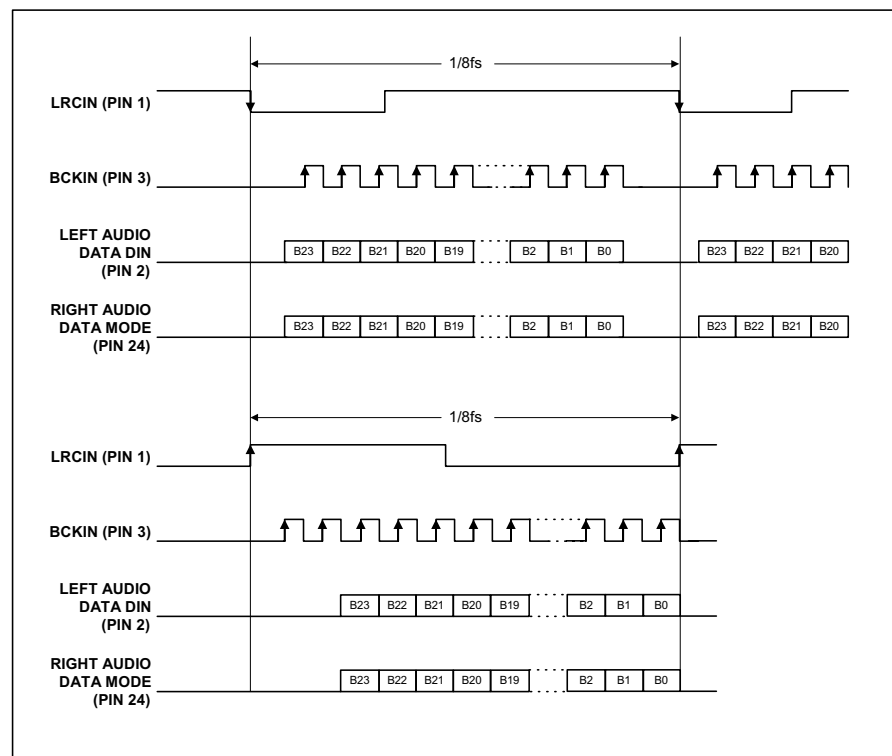 1/8fs
LRCIN (PIN 1)
BCKIN (PIN 3)
LEFT AUDIO
DATA DIN
(PIN 2)
B23 B22 B21 B20 B19 B2 B1 B0 B23 B22 B21 B20
RIGHT AUDIO
DATA MODE
(PIN 24)
B23 B22 B21 B20 B19 B2 B1 B0 B23 B22 B21 B20
1/8fs
LRCIN (PIN 1)
BCKIN (PIN 3)
LEFT AUDIO
DATA DIN
(PIN 2)
B23 B22 B21 B20 B19 B2 B1 B0
RIGHT AUDIO
DATA MODE
(PIN 24)
B23 B22 B21 B20 B19 B2 B1 B0